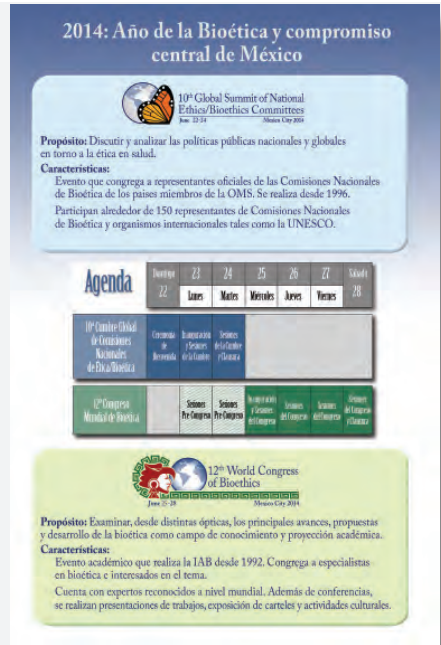 2014: Año de la Bioética y compromiso
central de México
10th Global Summit of National
Ethics/Bioethics Committees
June 22-24 Mexico City 2014
Propósito: Discutir y analizar las políticas públicas nacionales y globales
en torno a la ética en salud.
Características:
Evento que congrega a representantes oficiales de las Comisiones Nacionales
de Bioética de los países miembros de la OMS. Se realiza desde 1996.
Participan alrededor de 150 representantes de Comisiones Nacionales
de Bioética y organismos internacionales tales como la UNESCO.
Agenda
Domingo 22
23 Lunes
24 Martes
25 Miércoles
26 Jueves
27 Viernes
Sábado 28
10ª Cumbre Global
de Comisiones
Nacionales
de Ética/Bioética
Ceremonia
de
Bienvenida
Inauguración
y Sesiones
de la Cumbre
Sesiones
de la Cumbre
y Clausura
12º Congreso
Mundial de Bioética
Sesiones
Pre-Congreso
Sesiones
Pre-Congreso
Inauguración
y Sesiones
del Congreso
Sesiones
del Congreso
Sesiones
del Congreso
Sesiones
del Congreso
y Clausura
12th World Congress
of Bioethics
June 25-28 Mexico City 2014
Propósito: Examinar, desde distintas ópticas, los principales avances, propuestas
y desarrollo de la bioética como campo de conocimiento y proyección académica.
Características:
Evento académico que realiza la IAB desde 1992. Congrega a especialistas
en bioética e interesados en el tema.
Cuenta con expertos reconocidos a nivel mundial. Además de conferencias,
se realizan presentaciones de trabajos, exposición de carteles y actividades culturales.